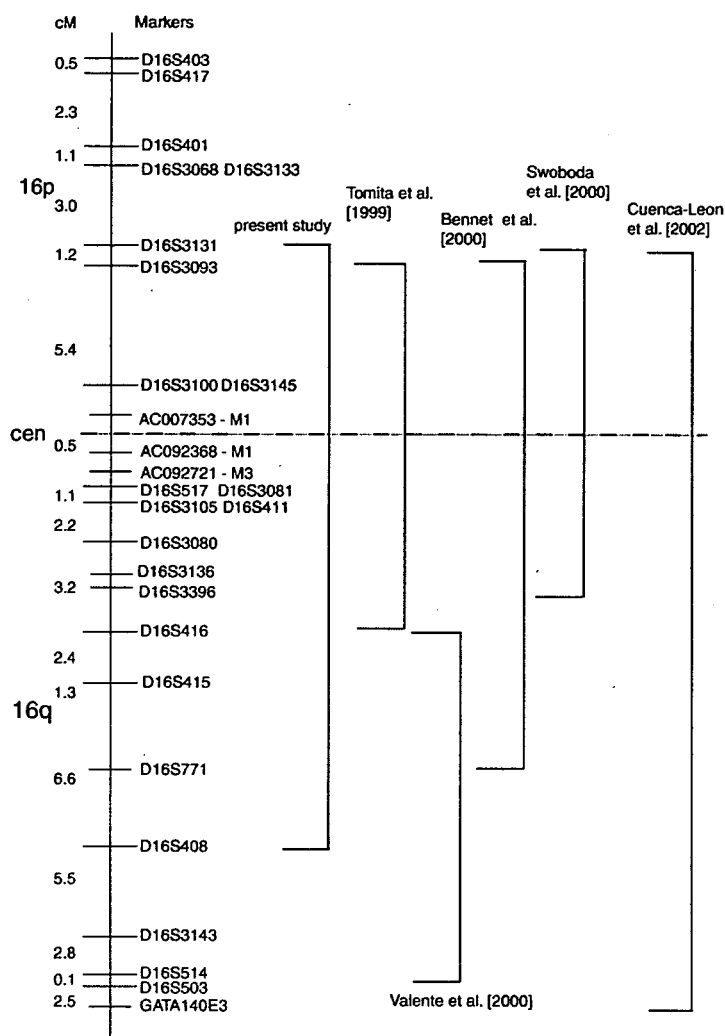 cM Markers
0.5
D16S403
D16S417
2.3
D16S401
1.1
D16S3068 D16S3133
16p
3.0
Swoboda
et al. [2000]
Tomita et al.
[1999]
Bennet et al.
[2000]
Cuenca-Leon
et al. [2002]
present study
D16S3131
1.2
D16S3093
5.4
D16S3100 D16S3145
AC007353 - M1
cen
0.5
AC092368 - M1
AC092721 - M3
1.1
D16S517 D16S3081
D16S3105 D16S411
2.2
D16S3080
D16S3136
3.2
D16S3396
D16S416
2.4
D16S415
1.3
16q
D16S771
6.6
D16S408
5.5
D16S3143
2.8
D16S514
0.1
D16S503
2.5
GATA140E3
Valente et al. [2000]